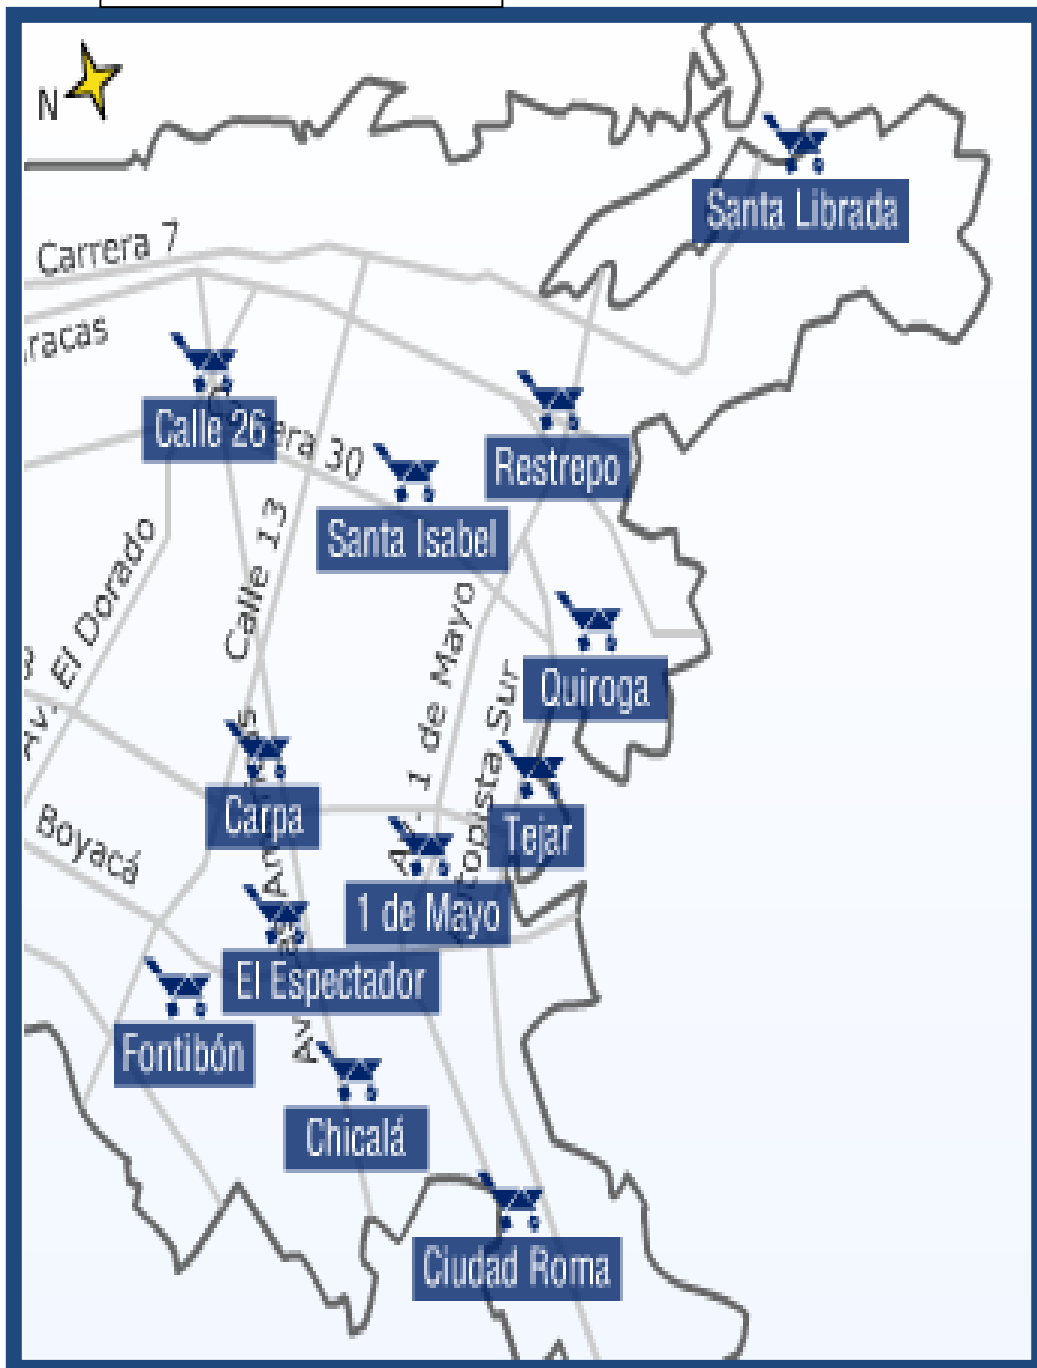 N
Santa Librada
Carrera 7
racas
Calle 26
era 30
Restrepo
Santa Isabel
Calle 13
Av. El Dorado
1 de Mayo
Quiroga
Sur
Carpa
Tejar
Boyacá
1 de Mayo
El Espectador
Fontibón
Av
Chicalá
Ciudad Roma